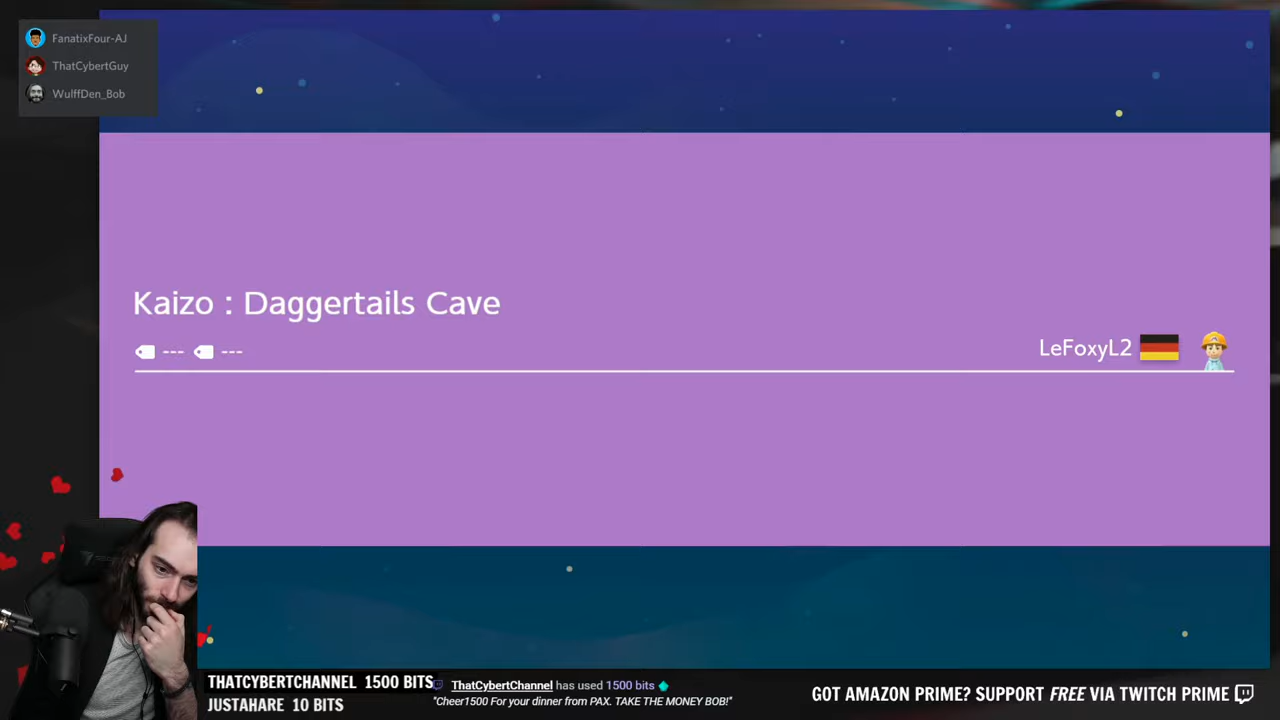 FanatixFour-AJ
ThatCybertGuy
WulffDen_Bob
Kaizo : Daggertails Cave
--- ---
LeFoxyL2
THATCYBERTCHANNEL 1500 BITS
JUSTAHARE 10 BITS
ThatCybertChannel has used 1500 bits
"Cheer1500 For your dinner from PAX. TAKE THE MONEY BOB!"
GOT AMAZON PRIME? SUPPORT FREE VIA TWITCH PRIME